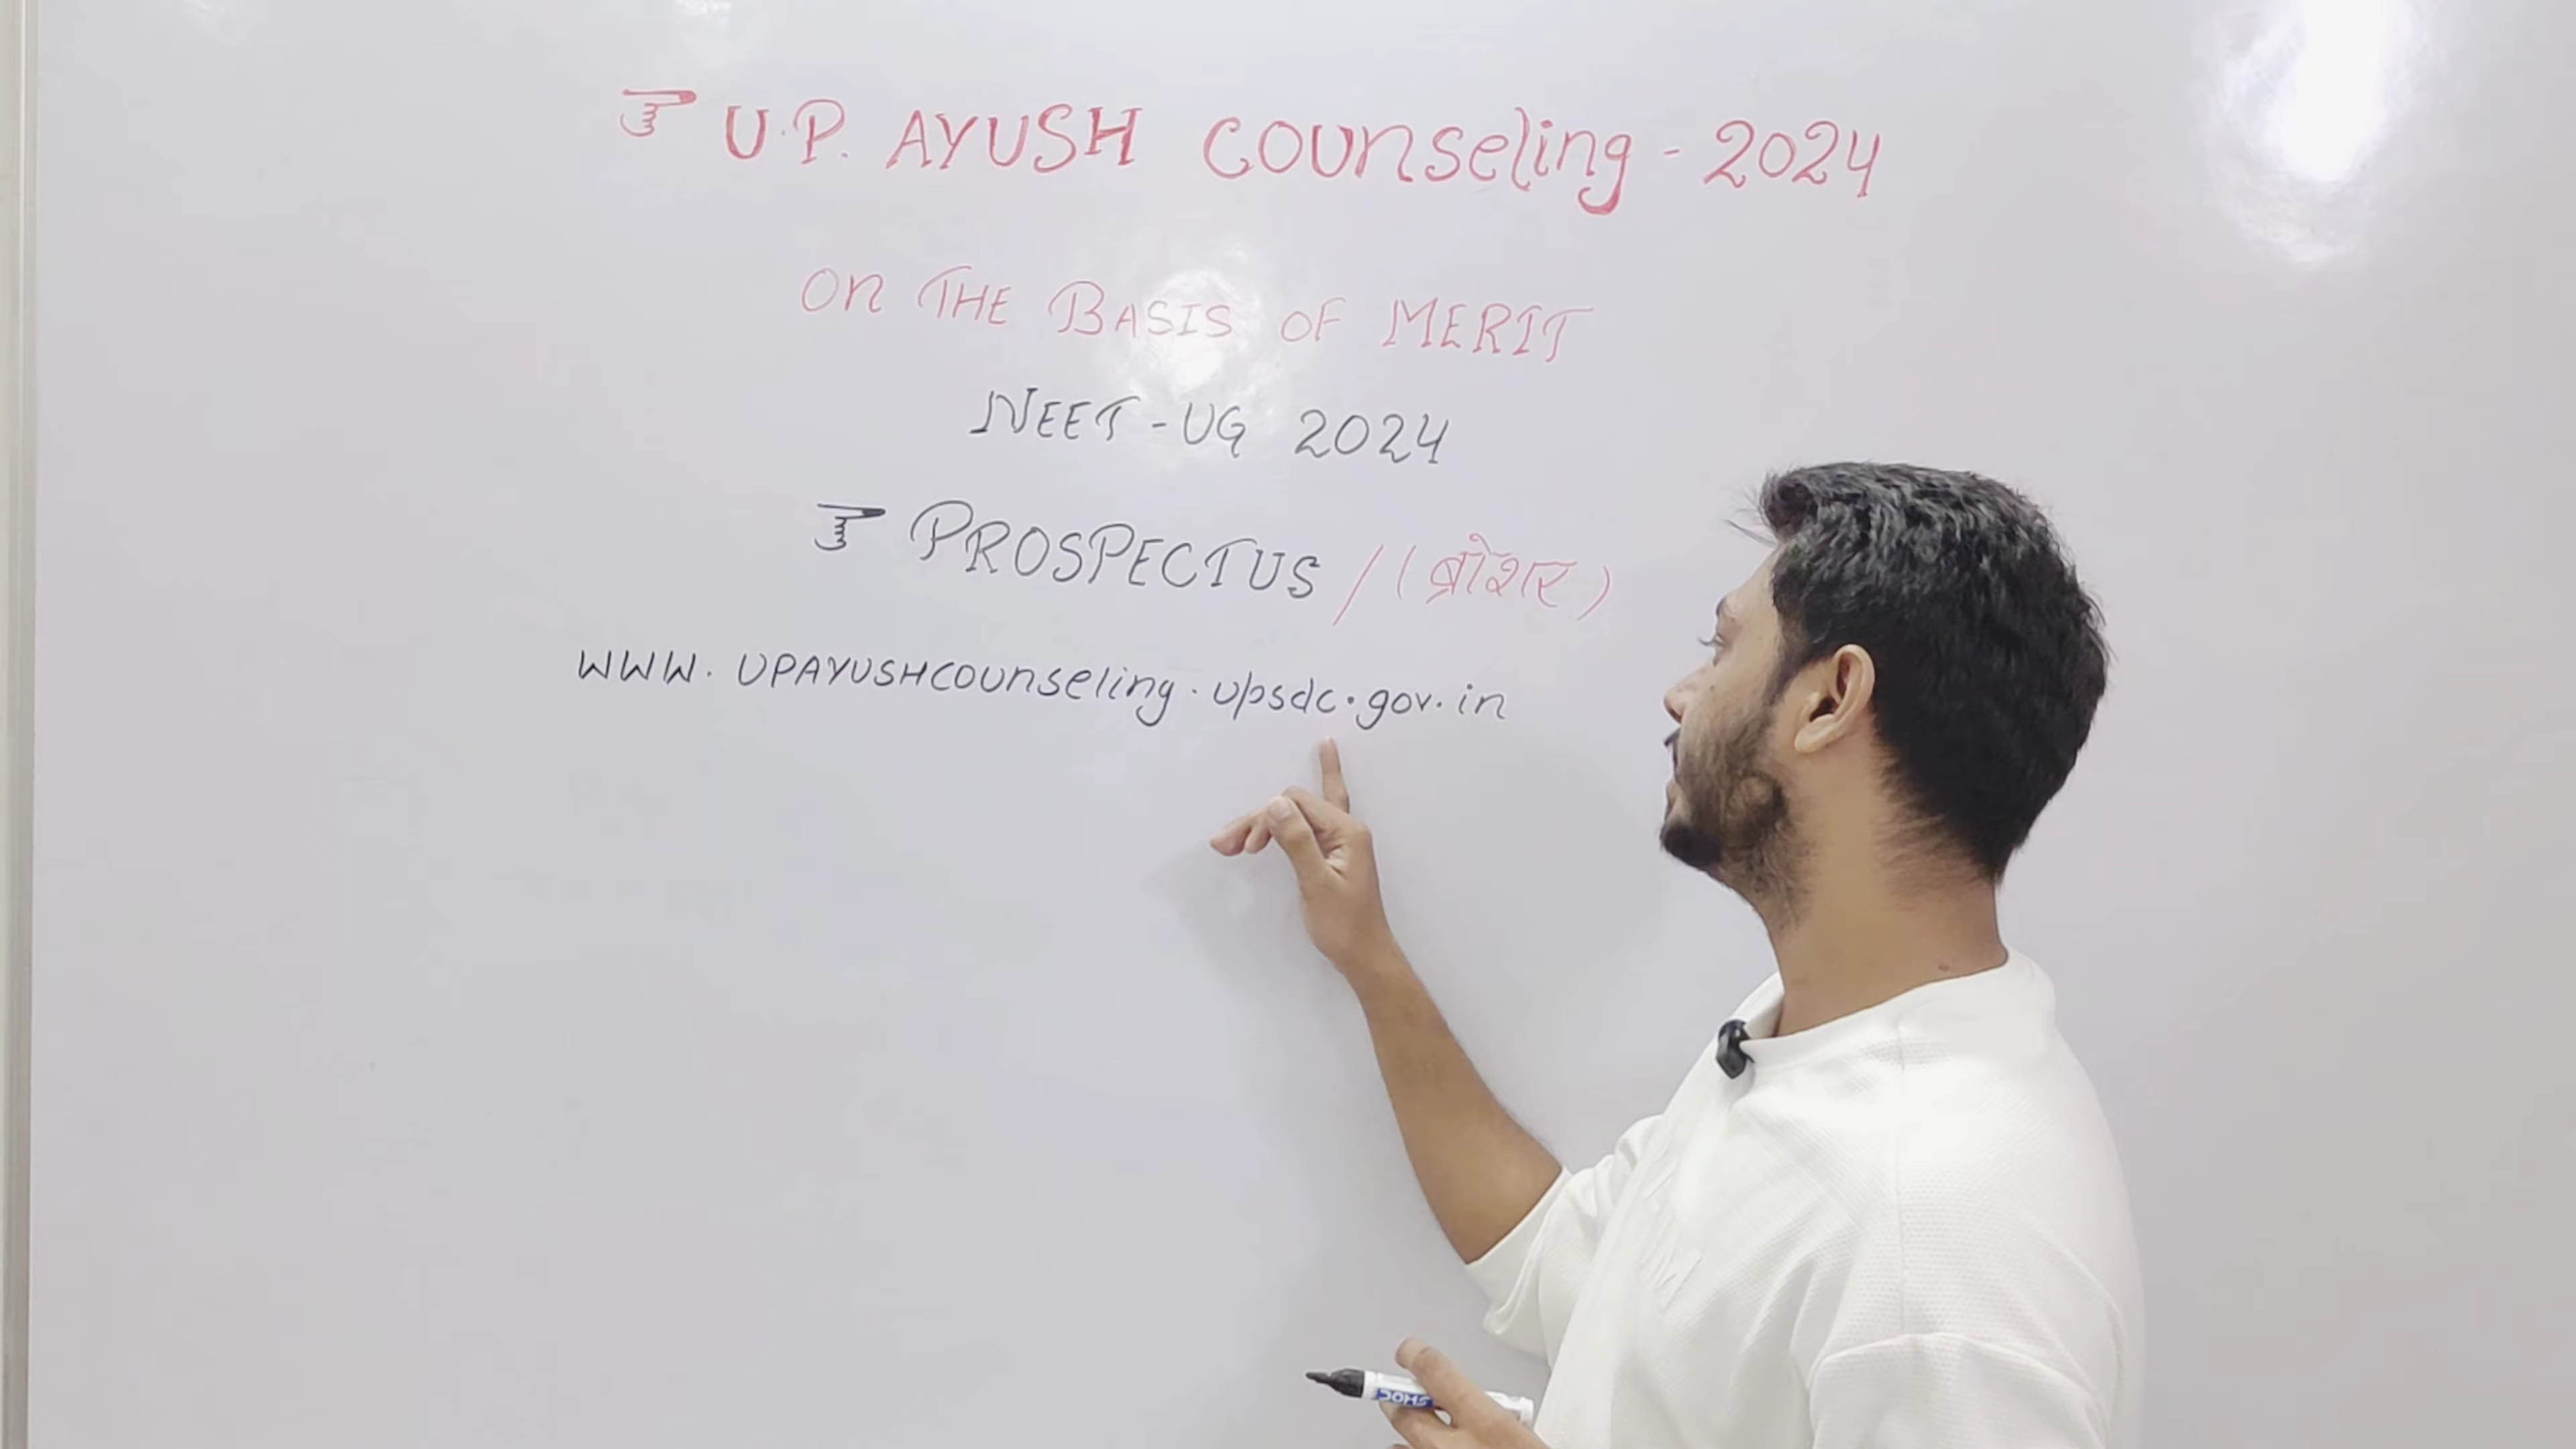 U.P. AYUSH Counseling - 2024
On THE BASIS OF MERIT
NEET - UG 2024
PROSPECTUS / (ब्रोशर)
WWW. UPAYUSHCounseling.upsdc.gov.in